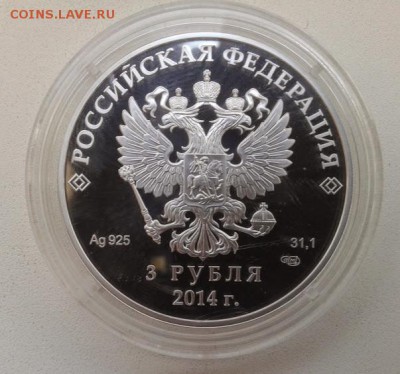 COINS.LAVE.RU
РОССИЙСКАЯ ФЕДЕРАЦИЯ
Ag 925
31,1
3 РУБЛЯ
2014 г.